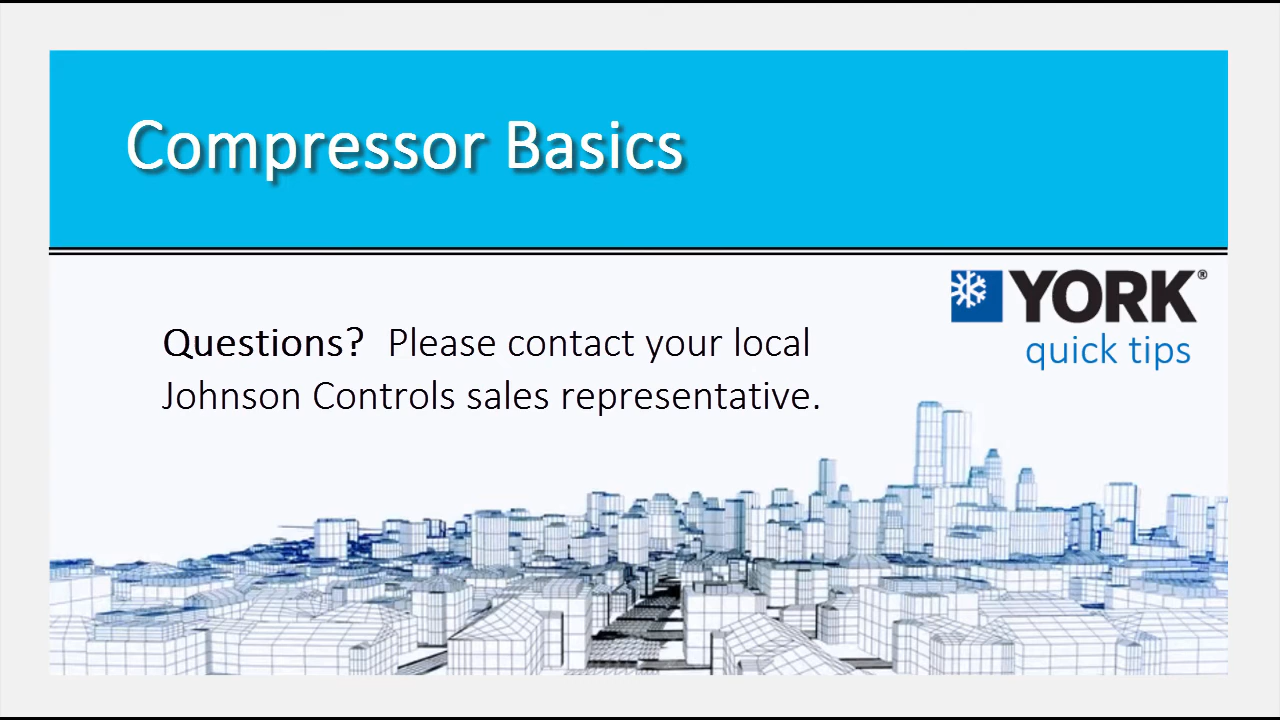 Compressor Basics
YORK®
quick tips
Questions? Please contact your local
Johnson Controls sales representative.